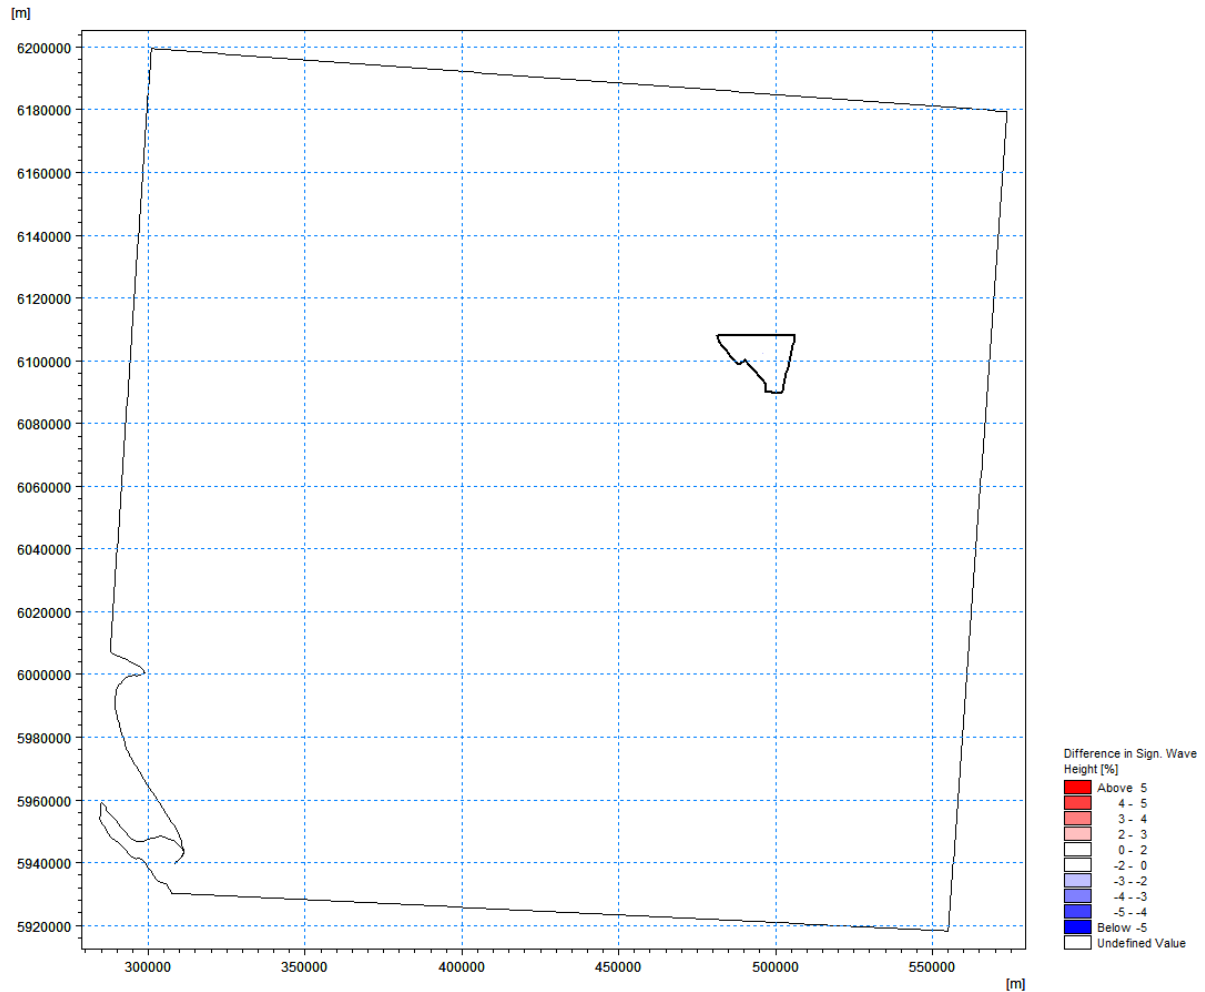 [m]
6200000
6180000
6160000
6140000
6120000
6100000
6080000
6060000
6040000
6020000
6000000
5980000
5960000
5940000
5920000
300000 350000 400000 450000 500000 550000
[m]
Difference in Sign. Wave
Height [%]
Above 5
4 - 5
3 - 4
2 - 3
0 - 2
-2 - 0
-3 - -2
-4 - -3
-5 - -4
Below -5
Undefined Value